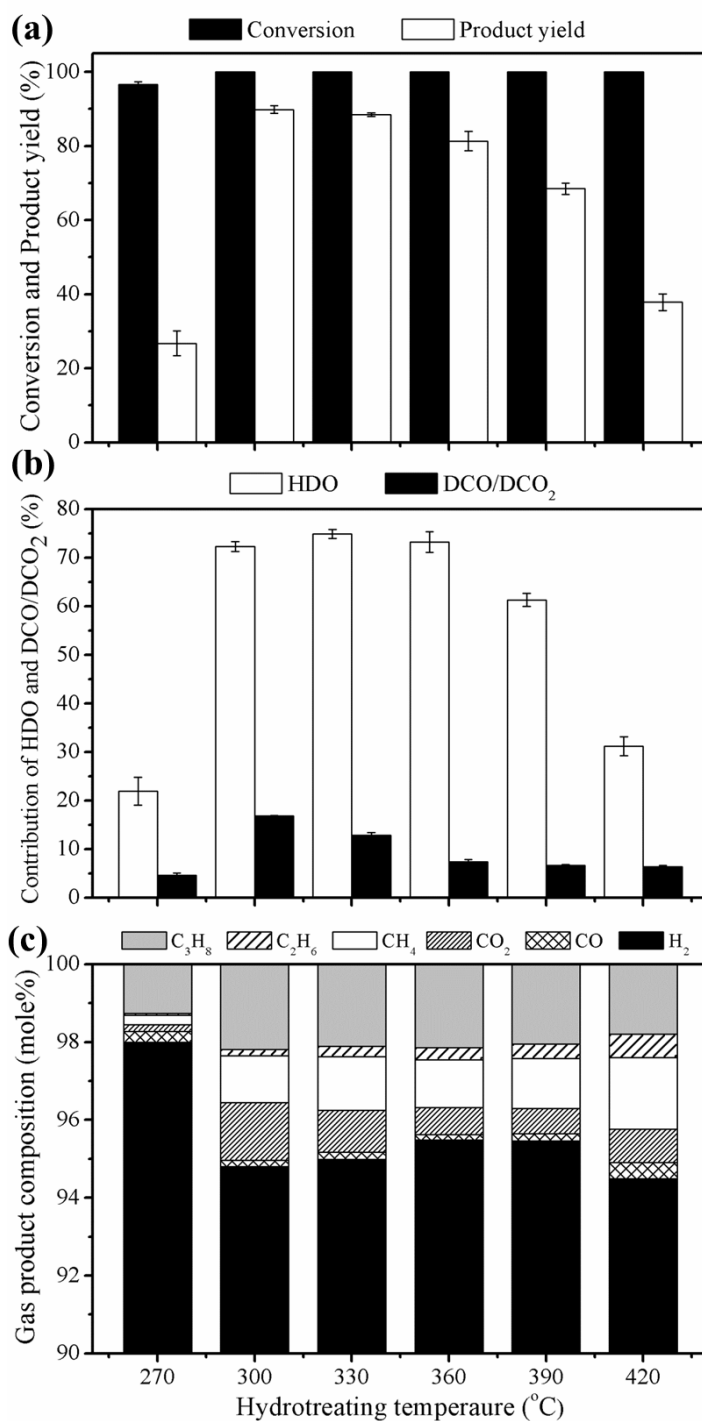 (a)
Conversion Product yield
Conversion and Product yield (%)
100
80
60
40
20
0
(b)
HDO DCO/DCO₂
Contribution of HDO and DCO/DCO₂ (%)
80
70
60
50
40
30
20
10
0
(c)
C₃H₈ C₂H₆ CH₄ CO₂ CO H₂
Gas product composition (mole%)
100
98
96
94
92
90
270 300 330 360 390 420
Hydrotreating temperaure (°C)